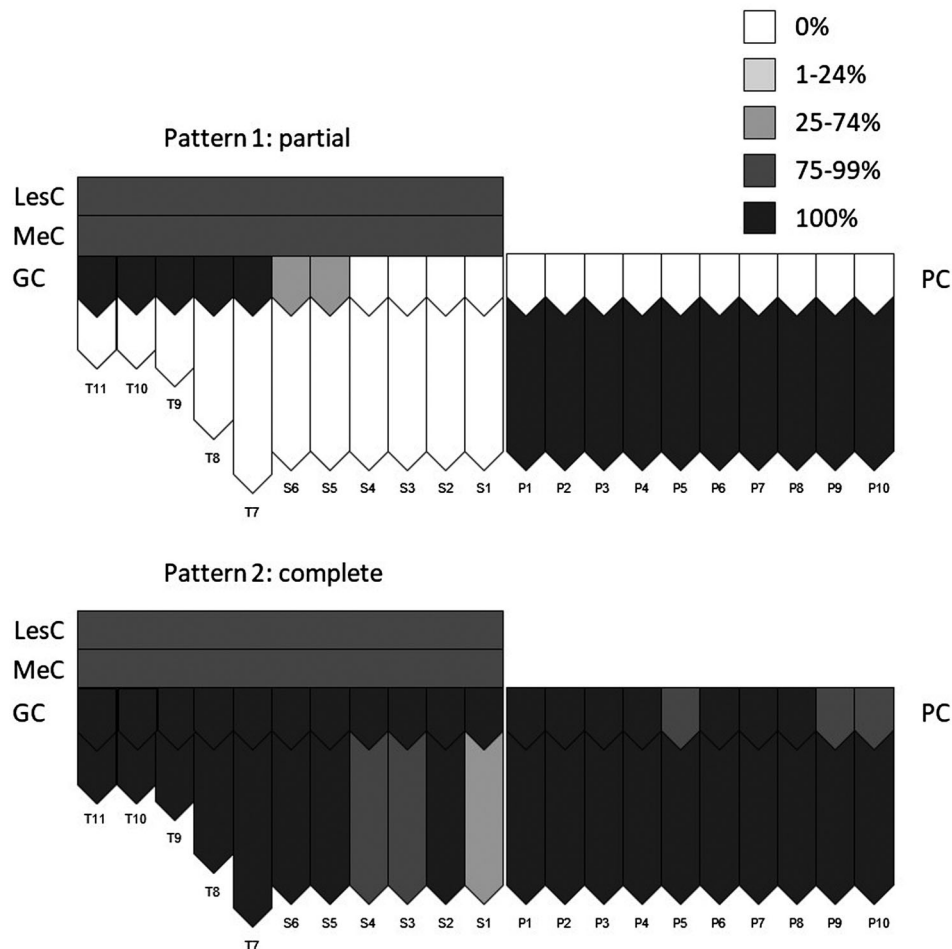 0%
1-24%
25-74%
75-99%
100%
Pattern 1: partial
LesC
MeC
GC
PC
T11 T10 T9 T8 T7 S6 S5 S4 S3 S2 S1 P1 P2 P3 P4 P5 P6 P7 P8 P9 P10
Pattern 2: complete
LesC
MeC
GC
PC
T11 T10 T9 T8 T7 S6 S5 S4 S3 S2 S1 P1 P2 P3 P4 P5 P6 P7 P8 P9 P10